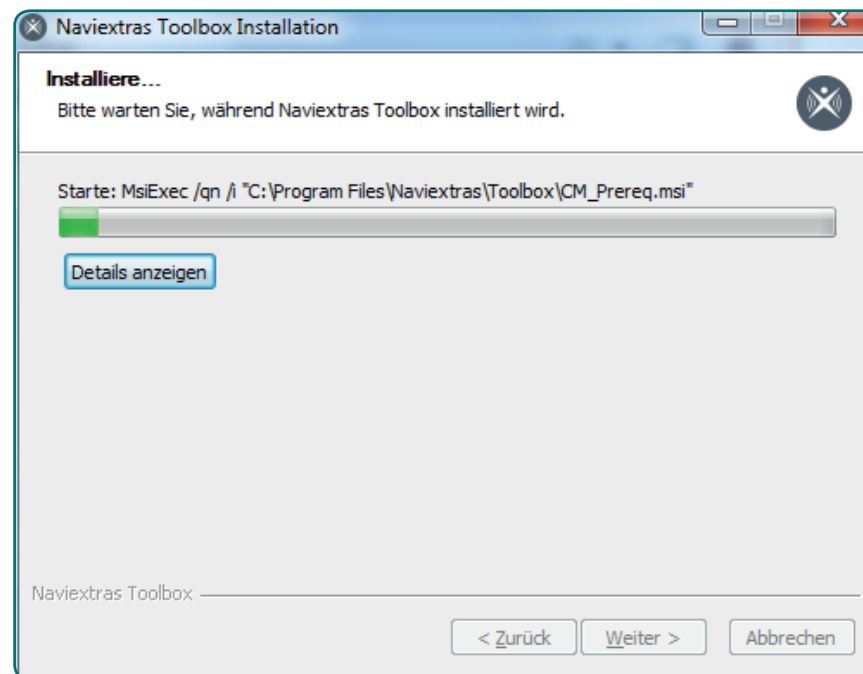 Naviextras Toolbox Installation
Installiere...
Bitte warten Sie, während Naviextras Toolbox installiert wird.
Starte: MsiExec /qn /i "C:\Program Files\Naviextras\Toolbox\CM_Prereq.msi"
Details anzeigen
Naviextras Toolbox
< Zurück
Weiter >
Abbrechen